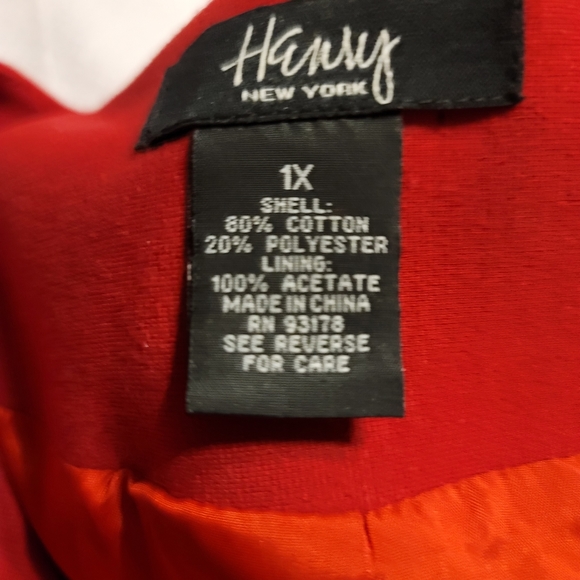 Henry
NEW YORK
1X
SHELL:
80% COTTON
20% POLYESTER
LINING:
100% ACETATE
MADE IN CHINA
RN 93178
SEE REVERSE
FOR CARE